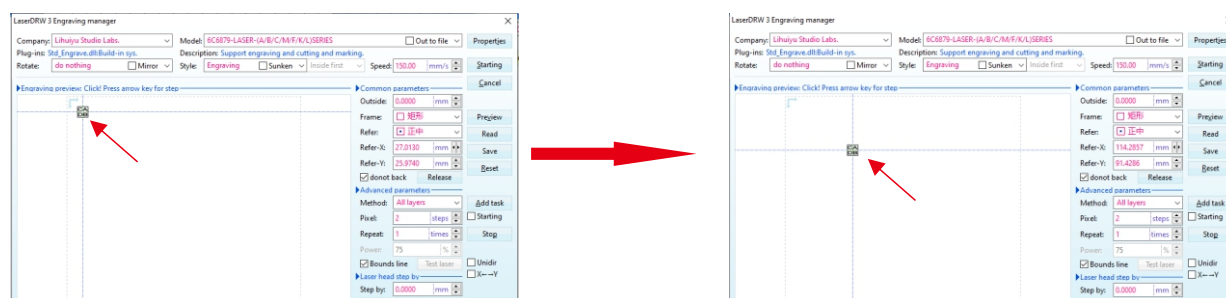 LaserDRW 3 Engraving manager
Company: Lihuiyu Studio Labs. Model: 6C6879-LASER-(A/B/C/M/F/K/L)SERIES Out to file Properties
Plug-ins: Std_Engrave.dll:Build-in sys. Description: Support engraving and cutting and marking.
Rotate: do nothing Mirror Style: Engraving Sunken Inside first Speed: 150.00 mm/s Starting
Cancel
Engraving preview: Click! Press arrow key for step Common parameters
Outside: 0.0000 mm
Frame: 矩形 Preview
Refer: 正中 Read
Refer-X: 27.0130 mm Save
Refer-Y: 25.9740 mm Reset
donot back Release
Advanced parameters
Method: All layers Add task
Pixel: 2 steps Starting
Repeat: 1 times Stop
Power: 75 %
Bounds line Test laser Unidir
Laser head step by X←→Y
Step by: 0.0000 mm
LaserDRW 3 Engraving manager
Company: Lihuiyu Studio Labs. Model: 6C6879-LASER-(A/B/C/M/F/K/L)SERIES Out to file Properties
Plug-ins: Std_Engrave.dll:Build-in sys. Description: Support engraving and cutting and marking.
Rotate: do nothing Mirror Style: Engraving Sunken Inside first Speed: 150.00 mm/s Starting
Cancel
Engraving preview: Click! Press arrow key for step Common parameters
Outside: 0.0000 mm
Frame: 矩形 Preview
Refer: 正中 Read
Refer-X: 114.2857 mm Save
Refer-Y: 91.4286 mm Reset
donot back Release
Advanced parameters
Method: All layers Add task
Pixel: 2 steps Starting
Repeat: 1 times Stop
Power: 75 %
Bounds line Test laser Unidir
Laser head step by X←→Y
Step by: 0.0000 mm